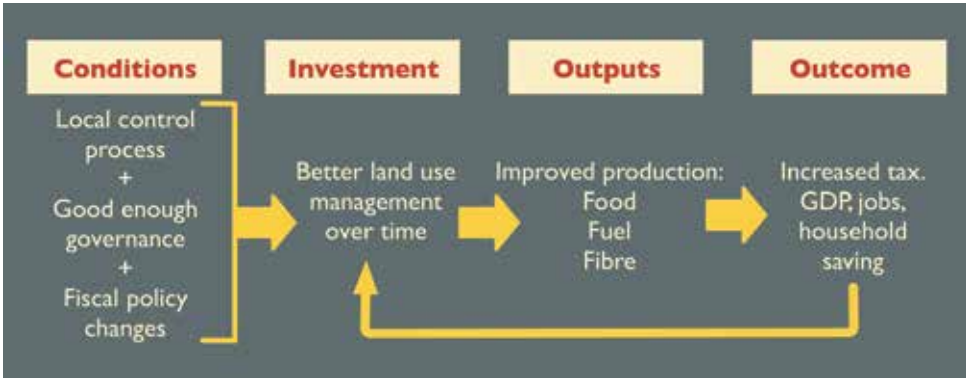 Conditions
Investment
Outputs
Outcome
Local control
process
+
Good enough
governance
+
Fiscal policy
changes
Better land use
management
over time
Improved production:
Food
Fuel
Fibre
Increased tax.
GDP, jobs,
household
saving